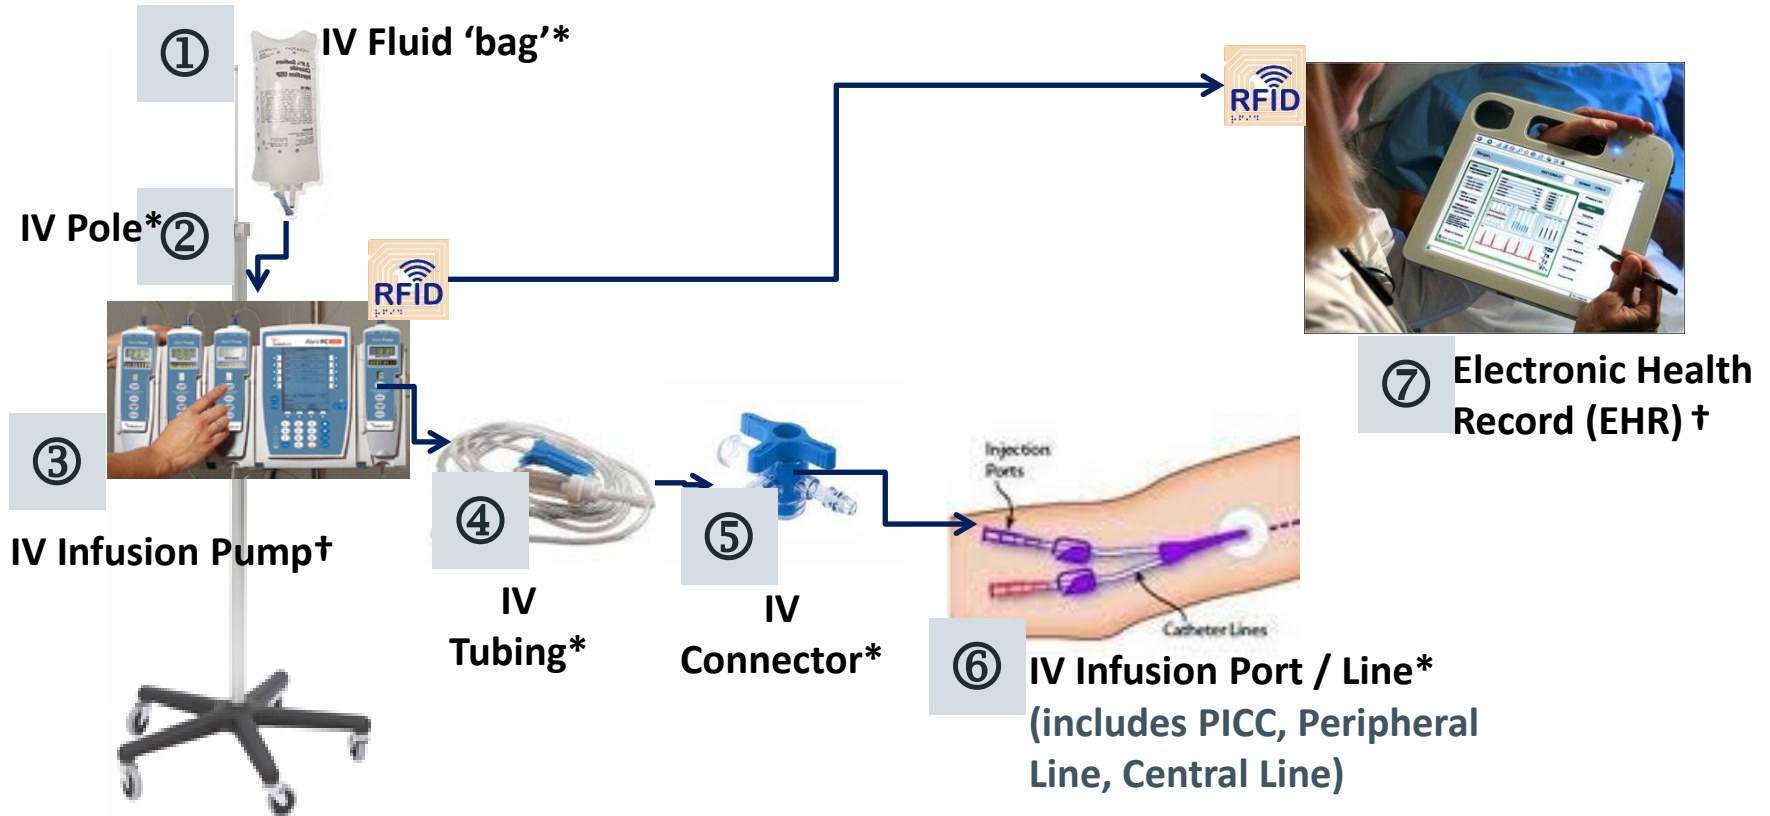 ①
IV Fluid ‘bag’*
IV Pole*
②
RFID
RFID
③
IV Infusion Pump†
④
IV
Tubing*
⑤
IV
Connector*
Injection
Ports
Catheter Lines
⑥
IV Infusion Port / Line*
(includes PICC, Peripheral
Line, Central Line)
⑦
Electronic Health
Record (EHR) †